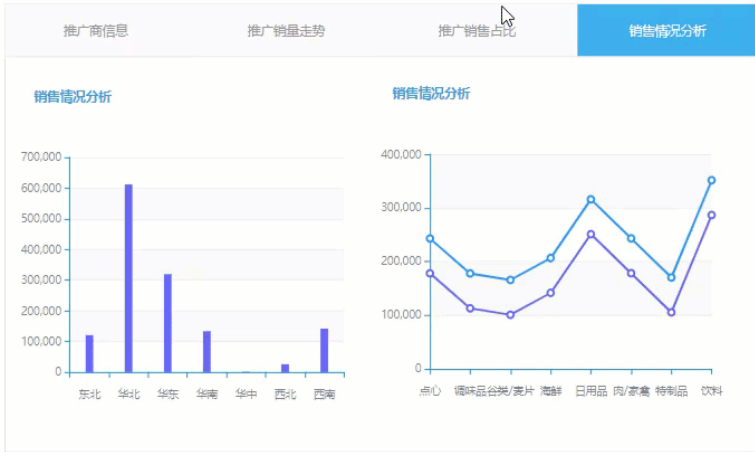 推广商信息 推广销量走势 推广销售占比 销售情况分析
销售情况分析
700,000
600,000
500,000
400,000
300,000
200,000
100,000
0
东北 华北 华东 华南 华中 西北 西南
销售情况分析
400,000
300,000
200,000
100,000
0
点心 调味品 谷类/麦片 海鲜 日用品 肉/家禽 特制品 饮料